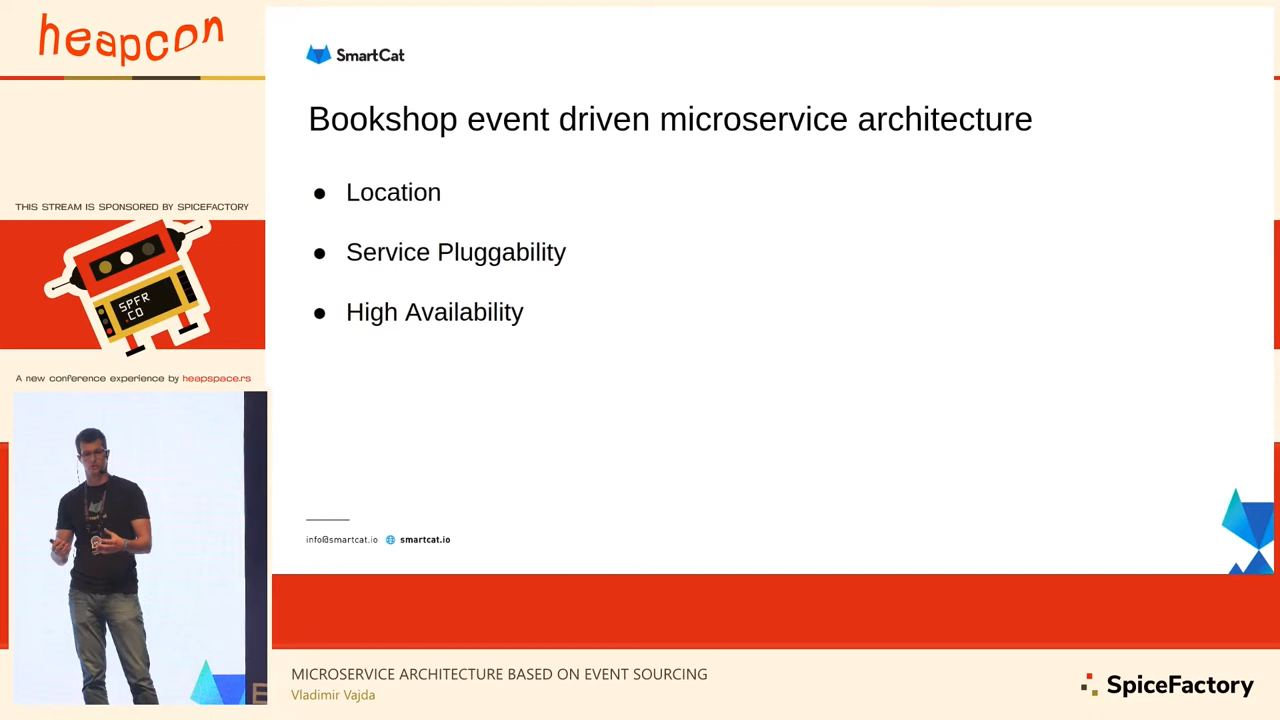 heapcon
THIS STREAM IS SPONSORED BY SPICEFACTORY
SPFR
.CO
A new conference experience by heapspace.rs
SmartCat
Bookshop event driven microservice architecture
● Location
● Service Pluggability
● High Availability
info@smartcat.io smartcat.io
MICROSERVICE ARCHITECTURE BASED ON EVENT SOURCING
Vladimir Vajda
SpiceFactory